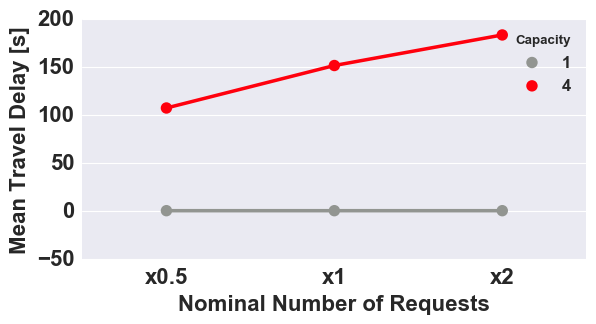 Mean Travel Delay [s]
200
150
100
50
0
−50
Capacity
1
4
x0.5 x1 x2
Nominal Number of Requests